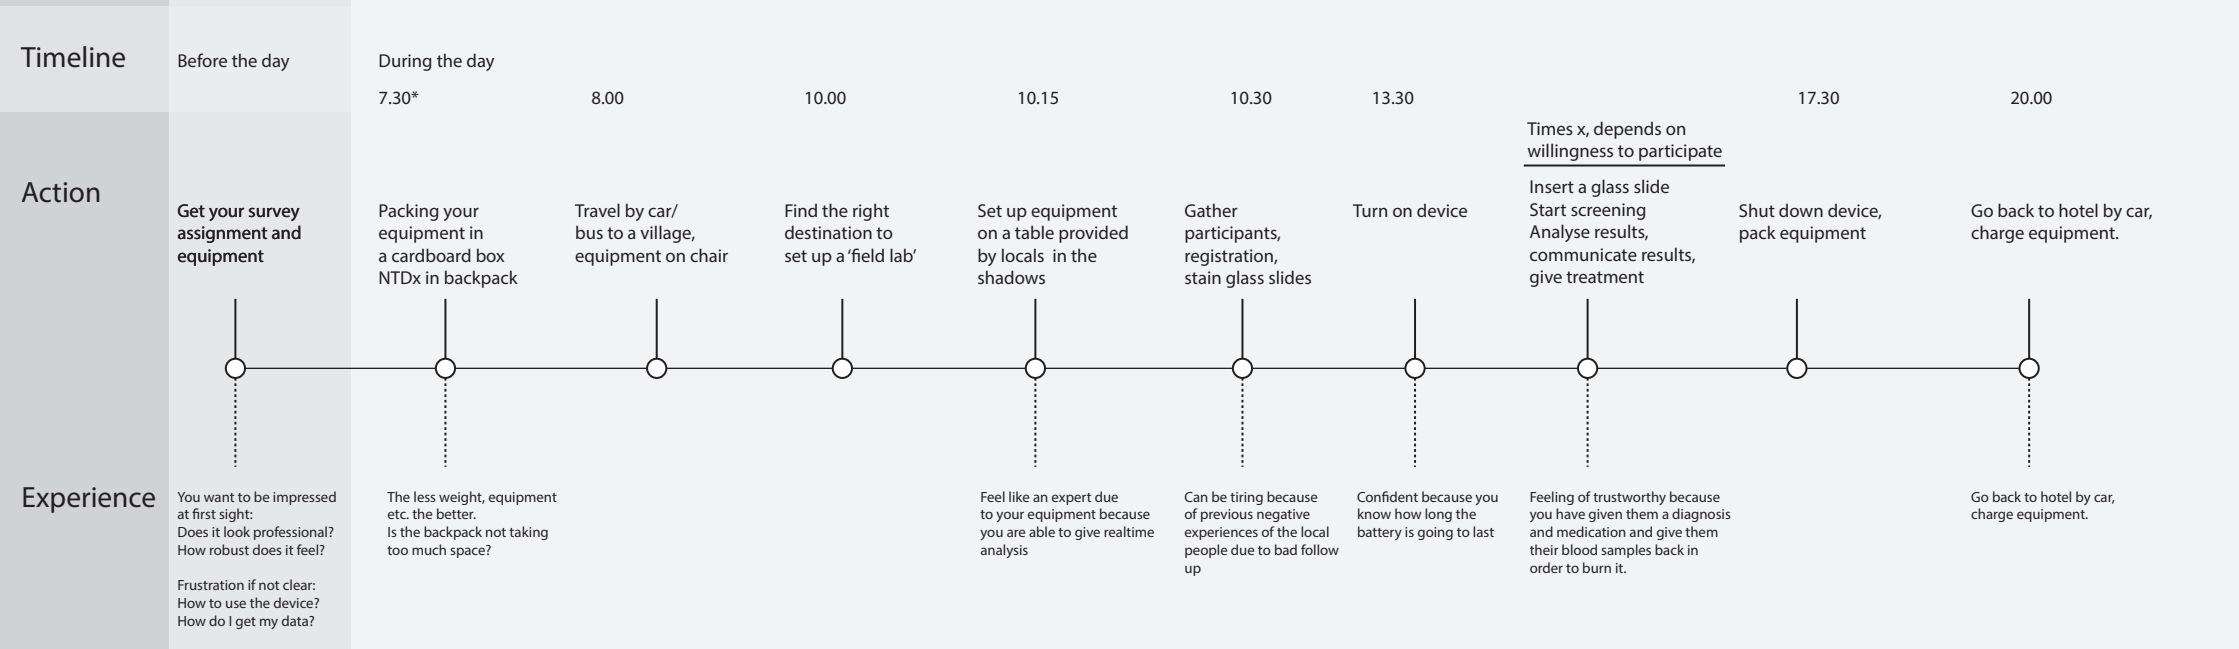 Timeline
Before the day
During the day
7.30*
8.00
10.00
10.15
10.30
13.30
17.30
20.00
Action
Get your survey
assignment and
equipment
Packing your
equipment in
a cardboard box
NTDx in backpack
Travel by car/
bus to a village,
equipment on chair
Find the right
destination to
set up a ‘field lab’
Set up equipment
on a table provided
by locals in the
shadows
Gather
participants,
registration,
stain glass slides
Turn on device
Times x, depends on
willingness to participate
Insert a glass slide
Start screening
Analyse results,
communicate results,
give treatment
Shut down device,
pack equipment
Go back to hotel by car,
charge equipment.
Experience
You want to be impressed
at first sight:
Does it look professional?
How robust does it feel?
Frustration if not clear:
How to use the device?
How do I get my data?
The less weight, equipment
etc. the better.
Is the backpack not taking
too much space?
Feel like an expert due
to your equipment because
you are able to give realtime
analysis
Can be tiring because
of previous negative
experiences of the local
people due to bad follow
up
Confident because you
know how long the
battery is going to last
Feeling of trustworthy because
you have given them a diagnosis
and medication and give them
their blood samples back in
order to burn it.
Go back to hotel by car,
charge equipment.